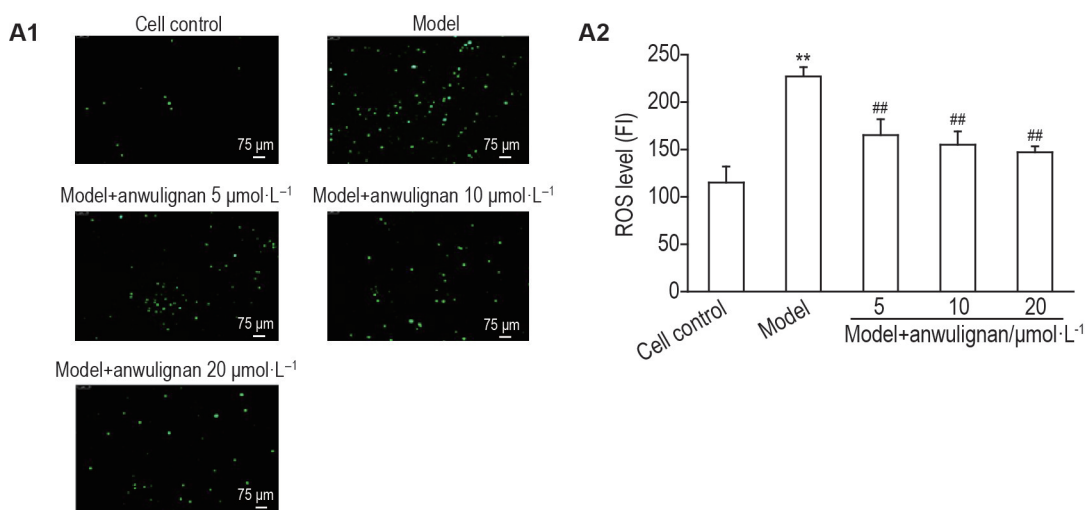 A1
Cell control
75 µm
Model
75 µm
Model+anwulignan 5 µmol·L⁻¹
75 µm
Model+anwulignan 10 µmol·L⁻¹
75 µm
Model+anwulignan 20 µmol·L⁻¹
75 µm
A2
ROS level (FI)
250
200
150
100
50
0
**
##
##
##
Cell control
Model
5 10 20
Model+anwulignan/µmol·L⁻¹